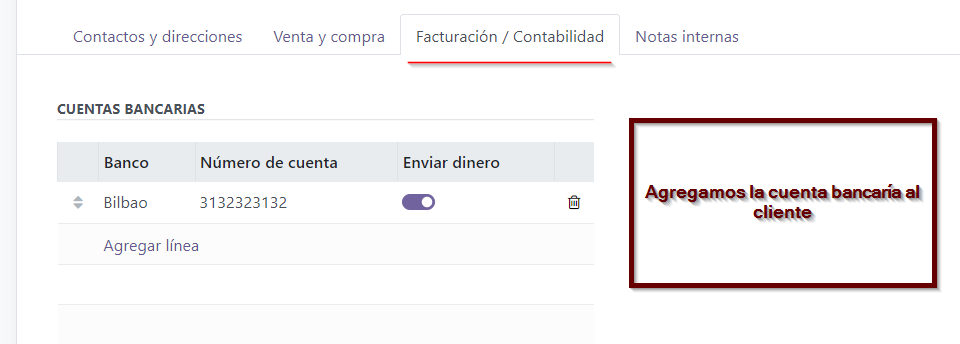 Contactos y direcciones Venta y compra Facturación / Contabilidad Notas internas
CUENTAS BANCARIAS
Banco Número de cuenta Enviar dinero
Bilbao 3132323132
Agregar línea
Agregamos la cuenta bancaría al
cliente